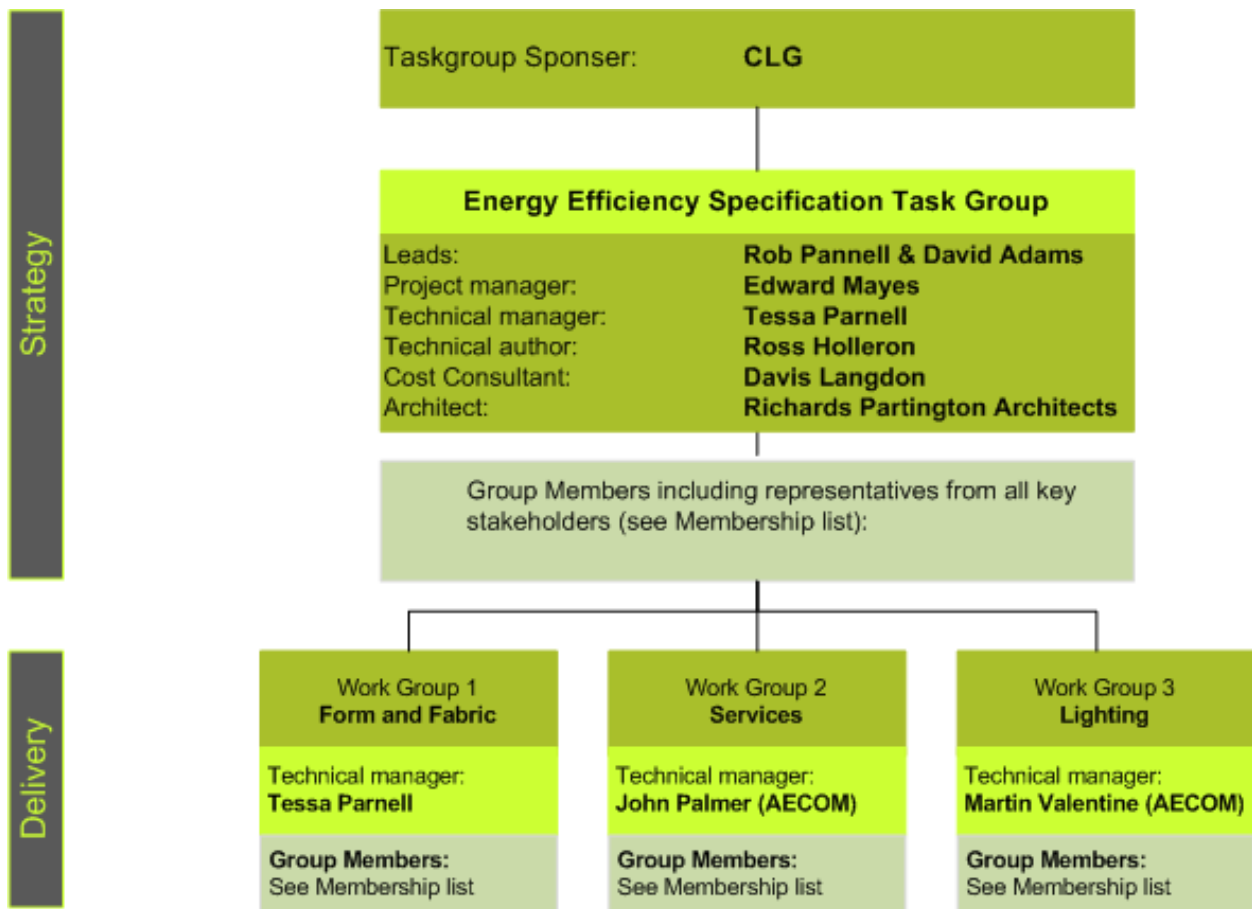 Strategy
Taskgroup Sponser: CLG
Energy Efficiency Specification Task Group
Leads: Rob Pannell & David Adams
Project manager: Edward Mayes
Technical manager: Tessa Parnell
Technical author: Ross Holleron
Cost Consultant: Davis Langdon
Architect: Richards Partington Architects
Group Members including representatives from all key
stakeholders (see Membership list):
Delivery
Work Group 1
Form and Fabric
Technical manager:
Tessa Parnell
Group Members:
See Membership list
Work Group 2
Services
Technical manager:
John Palmer (AECOM)
Group Members:
See Membership list
Work Group 3
Lighting
Technical manager:
Martin Valentine (AECOM)
Group Members:
See Membership list